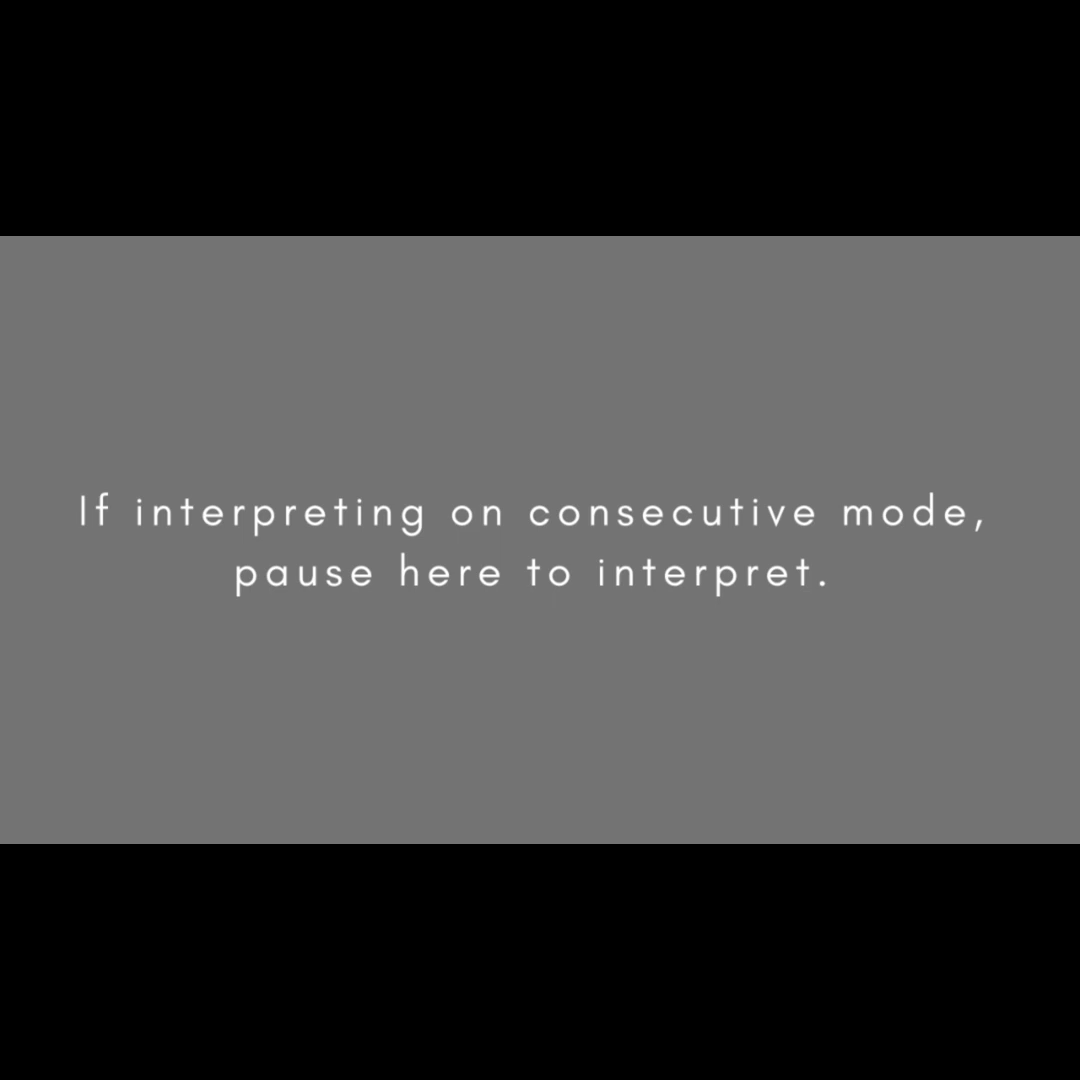 If interpreting on consecutive mode,
pause here to interpret.